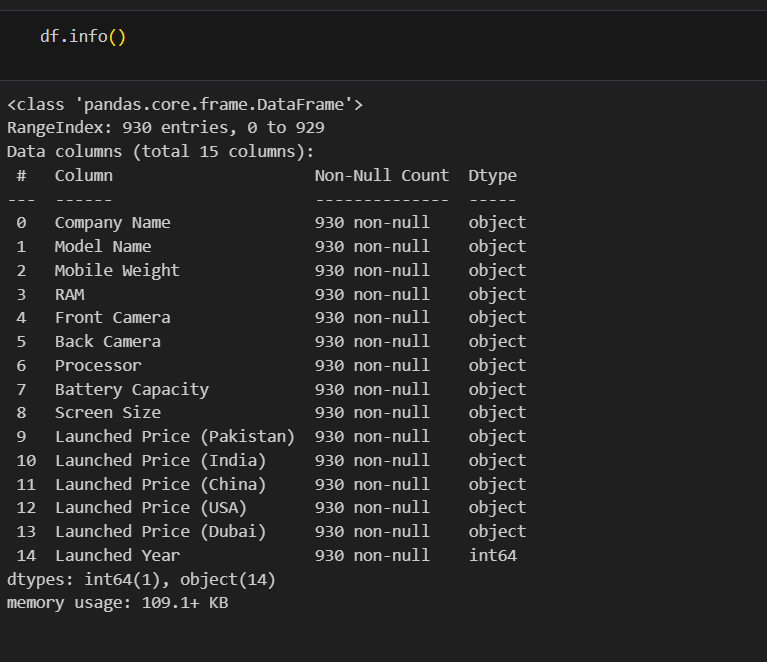 df.info()
<class 'pandas.core.frame.DataFrame'>
RangeIndex: 930 entries, 0 to 929
Data columns (total 15 columns):
 #   Column                     Non-Null Count  Dtype
---  ------                     --------------  -----
 0   Company Name               930 non-null    object
 1   Model Name                 930 non-null    object
 2   Mobile Weight              930 non-null    object
 3   RAM                        930 non-null    object
 4   Front Camera               930 non-null    object
 5   Back Camera                930 non-null    object
 6   Processor                  930 non-null    object
 7   Battery Capacity           930 non-null    object
 8   Screen Size                930 non-null    object
 9   Launched Price (Pakistan)  930 non-null    object
 10  Launched Price (India)     930 non-null    object
 11  Launched Price (China)     930 non-null    object
 12  Launched Price (USA)       930 non-null    object
 13  Launched Price (Dubai)     930 non-null    object
 14  Launched Year              930 non-null    int64
dtypes: int64(1), object(14)
memory usage: 109.1+ KB